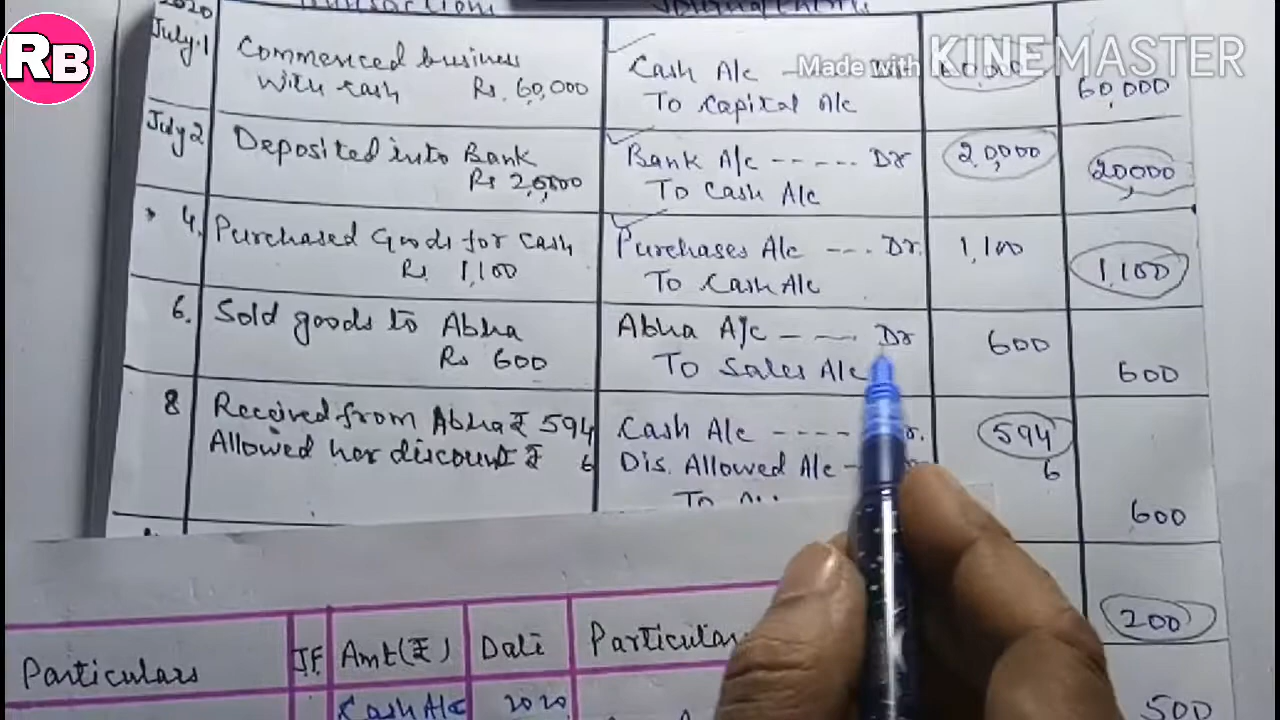 RB
Made with KINEMASTER
2020
July.1
Commenced business
with cash Rs. 60,000
Cash A/c
To Capital A/c
60,000
July 2
Deposited into Bank
Rs 20,000
Bank A/c ----- Dr
To Cash A/c
20,000
20000
4.
Purchased Goods for Cash
Rs 1,100
Purchases A/c --- Dr.
To Cash A/c
1,100
1,100
6.
Sold goods to Abha
Rs 600
Abha A/c ---- Dr
To Sales A/c
600
600
8
Received from Abha ₹ 594
Allowed her discount ₹ 6
Cash A/c ----
Dis. Allowed A/c -
To
594
6
600
200
500
Particulars
J.F.
Amt(₹)
Date
Particular
Cash A/c
2020